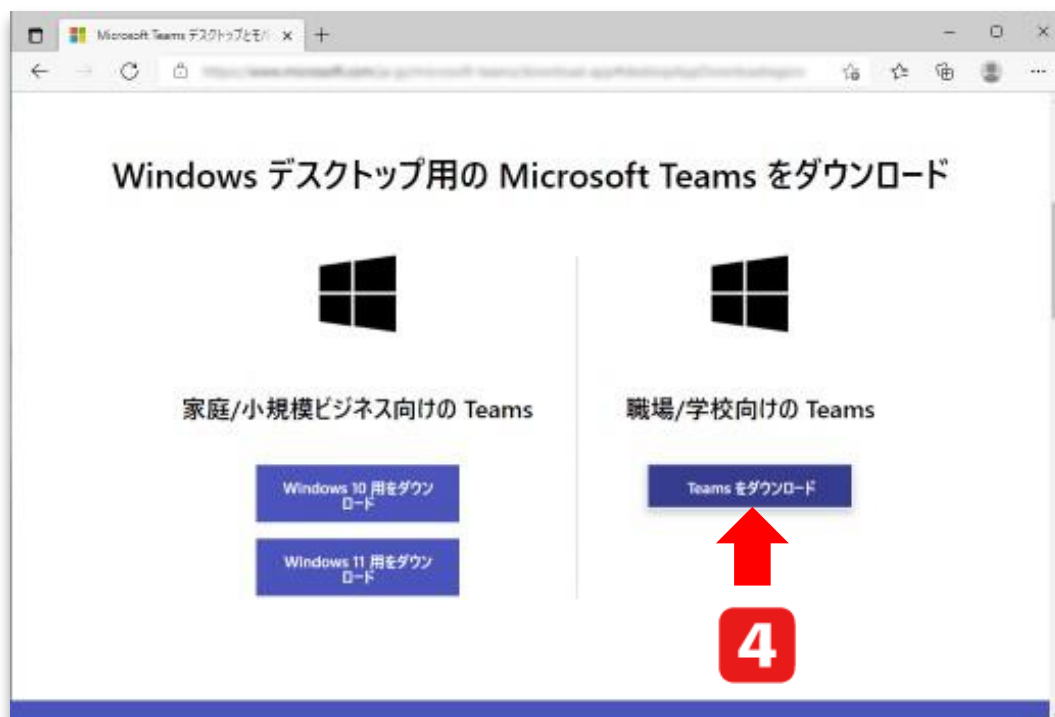 Microsoft Teams デスクトップとモバ
Windows デスクトップ用の Microsoft Teams をダウンロード
家庭/小規模ビジネス向けの Teams
Windows 10 用をダウン
ロード
Windows 11 用をダウン
ロード
職場/学校向けの Teams
Teams をダウンロード
4